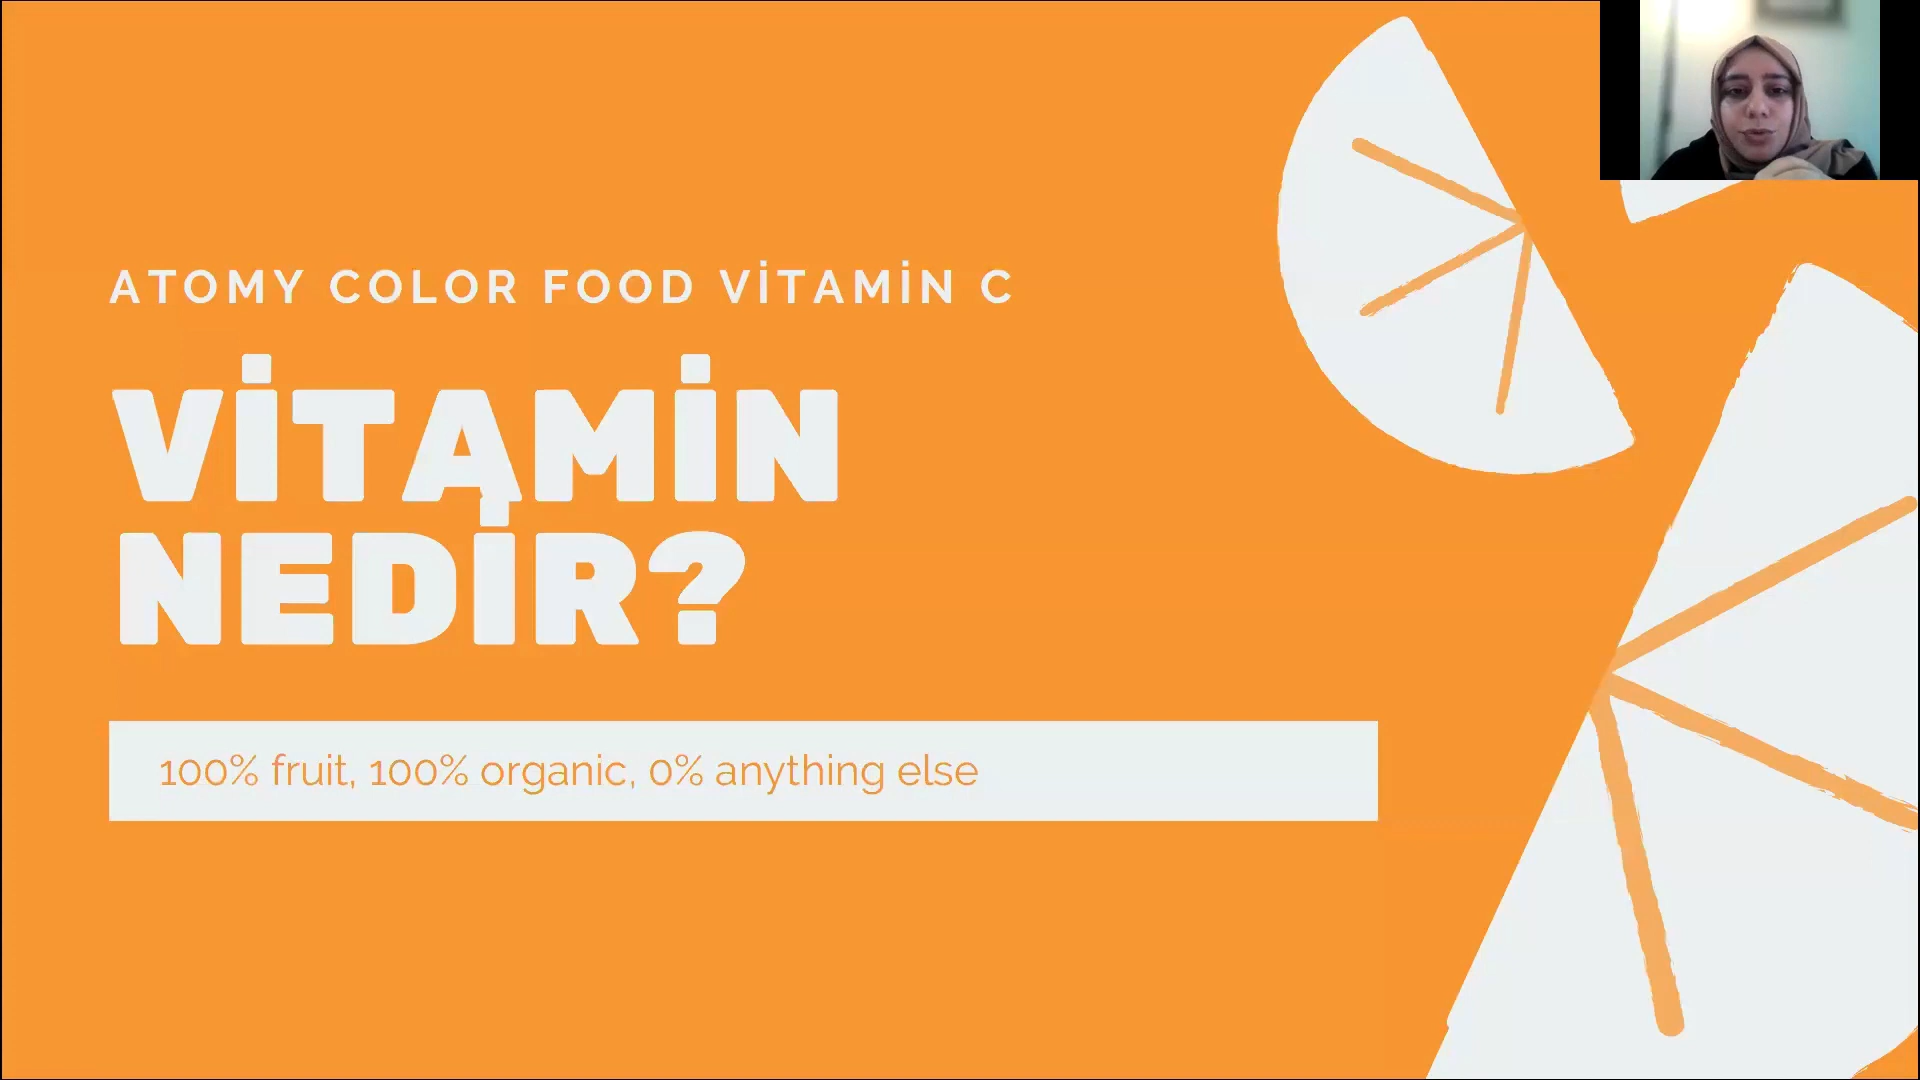 ATOMY COLOR FOOD VİTAMİN C
VİTAMİN
NEDİR?
100% fruit, 100% organic, 0% anything else